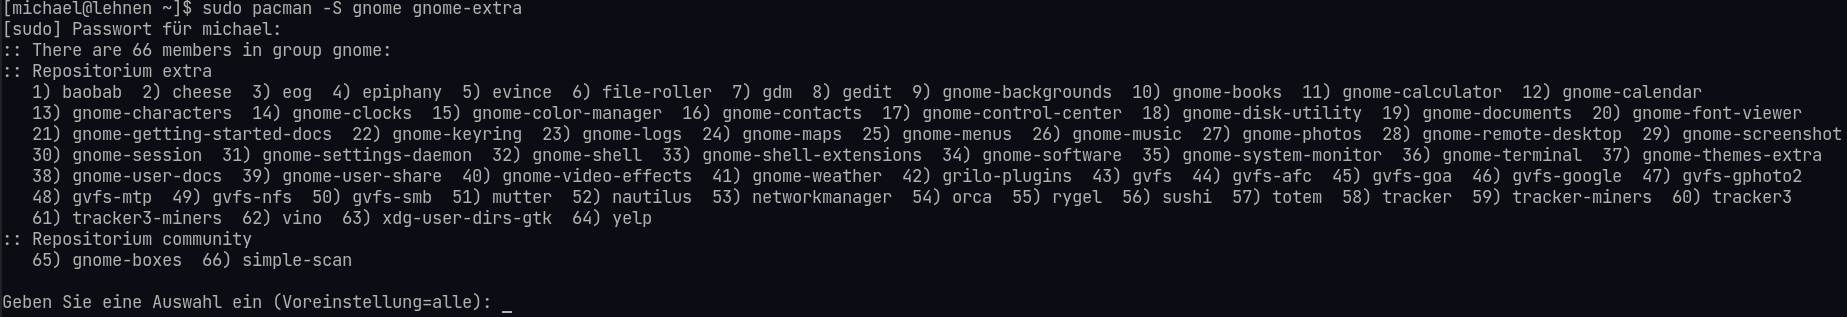 [michael@lehnen ~]$ sudo pacman -S gnome gnome-extra
[sudo] Passwort für michael:
:: There are 66 members in group gnome:
:: Repositorium extra
   1) baobab  2) cheese  3) eog  4) epiphany  5) evince  6) file-roller  7) gdm  8) gedit  9) gnome-backgrounds  10) gnome-books  11) gnome-calculator  12) gnome-calendar
   13) gnome-characters  14) gnome-clocks  15) gnome-color-manager  16) gnome-contacts  17) gnome-control-center  18) gnome-disk-utility  19) gnome-documents  20) gnome-font-viewer
   21) gnome-getting-started-docs  22) gnome-keyring  23) gnome-logs  24) gnome-maps  25) gnome-menus  26) gnome-music  27) gnome-photos  28) gnome-remote-desktop  29) gnome-screenshot
   30) gnome-session  31) gnome-settings-daemon  32) gnome-shell  33) gnome-shell-extensions  34) gnome-software  35) gnome-system-monitor  36) gnome-terminal  37) gnome-themes-extra
   38) gnome-user-docs  39) gnome-user-share  40) gnome-video-effects  41) gnome-weather  42) grilo-plugins  43) gvfs  44) gvfs-afc  45) gvfs-goa  46) gvfs-google  47) gvfs-gphoto2
   48) gvfs-mtp  49) gvfs-nfs  50) gvfs-smb  51) mutter  52) nautilus  53) networkmanager  54) orca  55) rygel  56) sushi  57) totem  58) tracker  59) tracker-miners  60) tracker3
   61) tracker3-miners  62) vino  63) xdg-user-dirs-gtk  64) yelp
:: Repositorium community
   65) gnome-boxes  66) simple-scan
Geben Sie eine Auswahl ein (Voreinstellung=alle): _